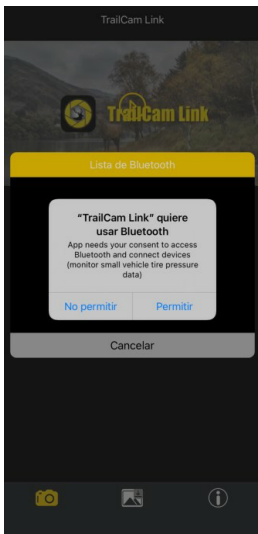 TrailCam Link
TrailCam Link
Lista de Bluetooth
“TrailCam Link” quiere
usar Bluetooth
App needs your consent to access
Bluetooth and connect devices
(monitor small vehicle tire pressure
data)
No permitir Permitir
Cancelar